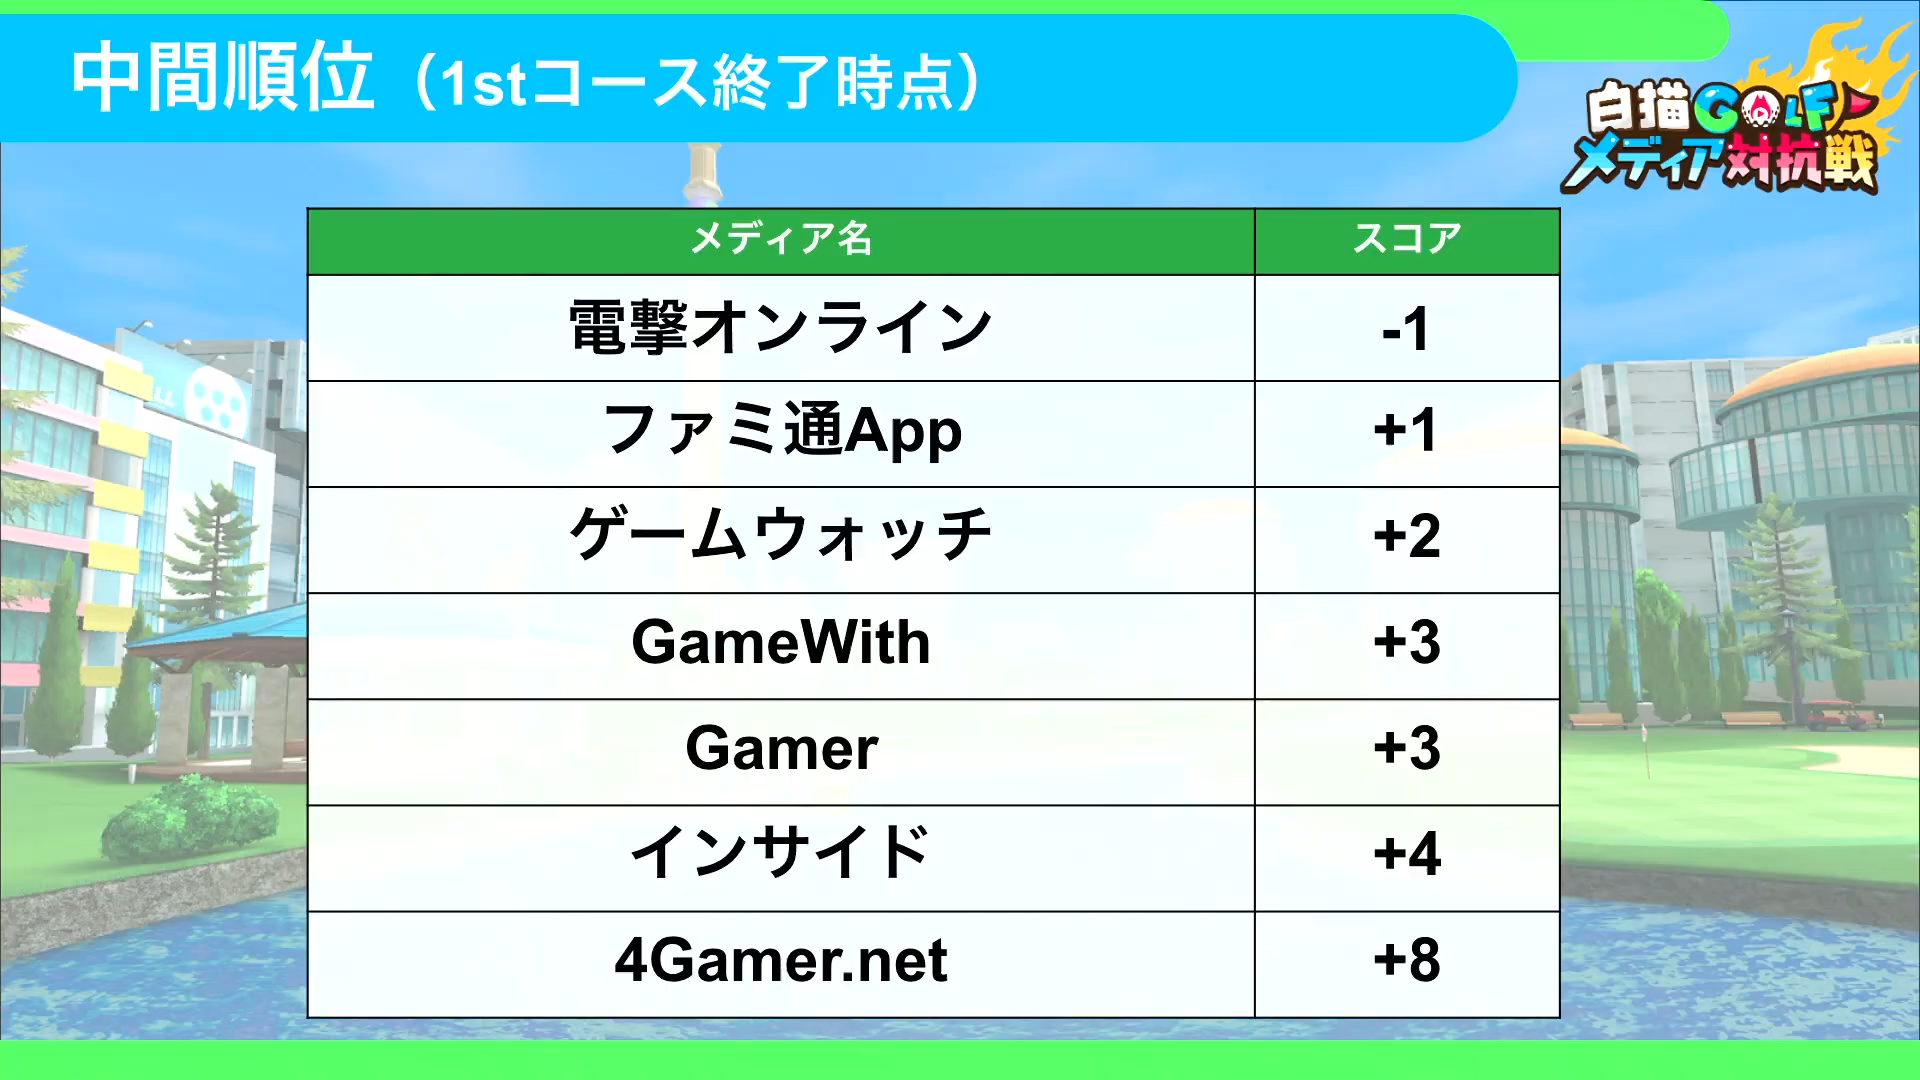 中間順位（1stコース終了時点）
白描GOLF
メディア対抗戦
メディア名 スコア
電撃オンライン -1
ファミ通App +1
ゲームウォッチ +2
GameWith +3
Gamer +3
インサイド +4
4Gamer.net +8